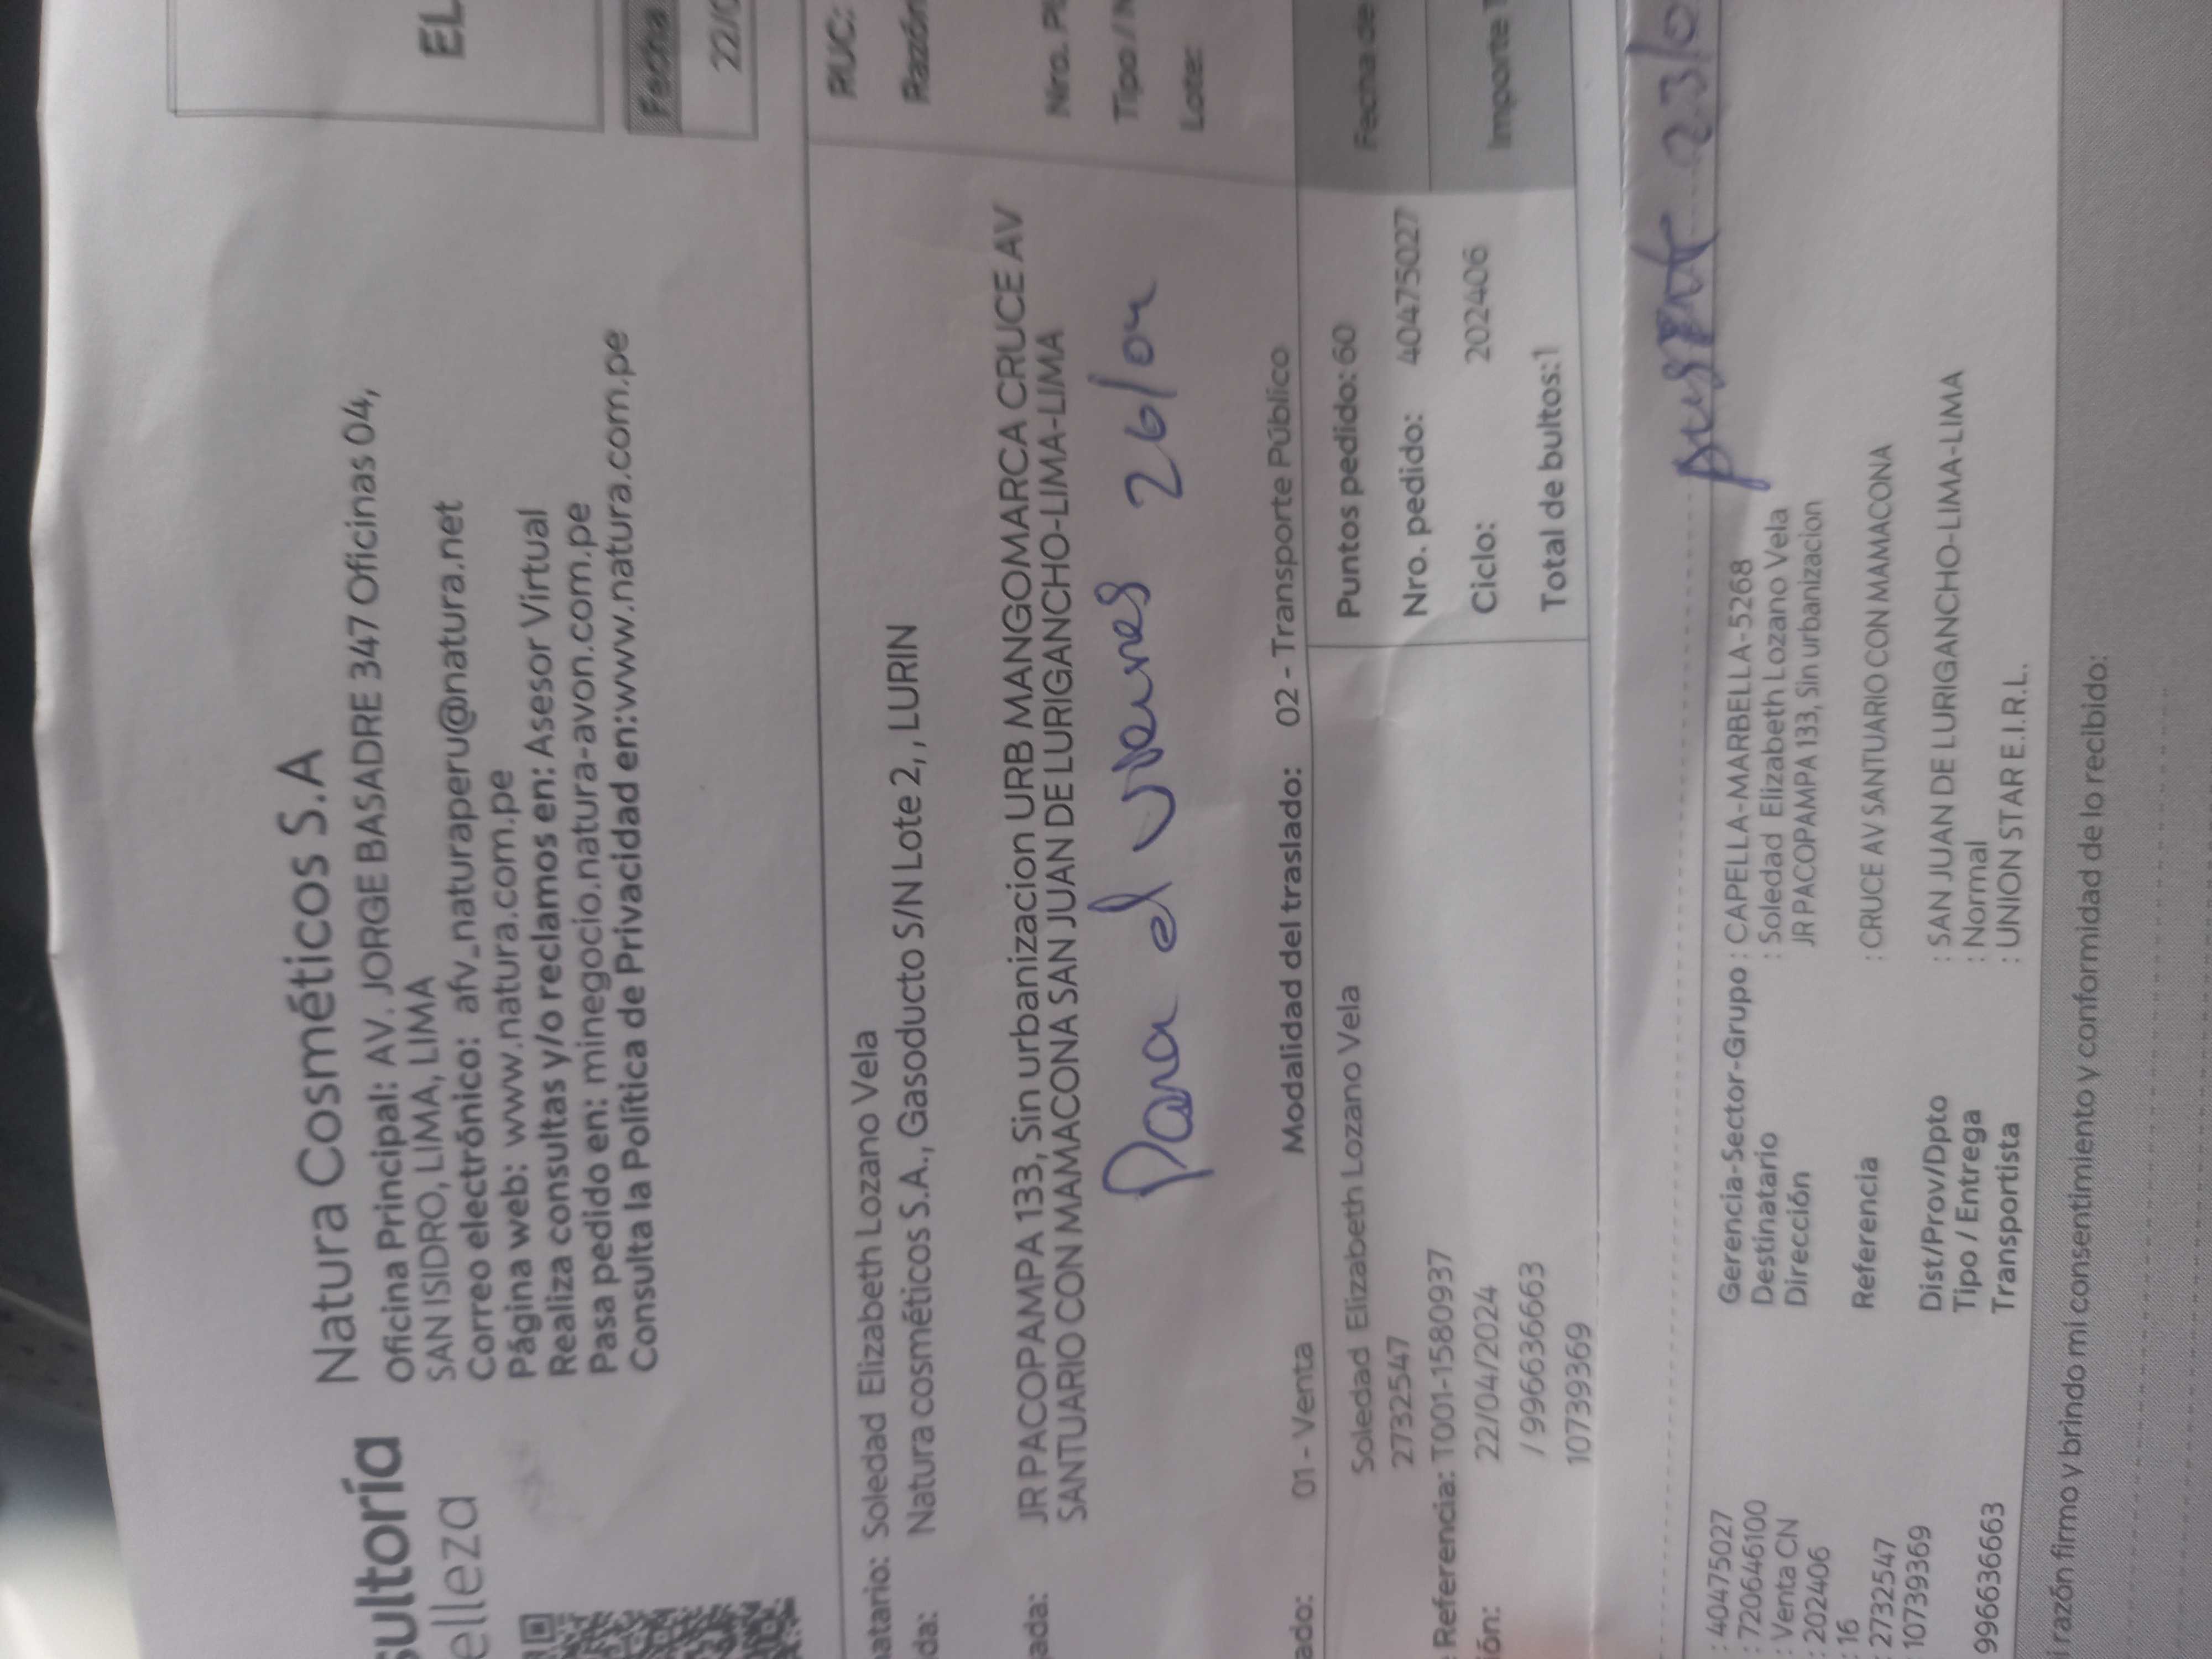 sultoría
elleza
Natura Cosméticos S.A
Oficina Principal: AV. JORGE BASADRE 347 Oficinas 04,
SAN ISIDRO, LIMA, LIMA
Correo electrónico: afv_naturaperu@natura.net
Página web: www.natura.com.pe
Realiza consultas y/o reclamos en: Asesor Virtual
Pasa pedido en: minegocio.natura-avon.com.pe
Consulta la Política de Privacidad en:www.natura.com.pe
EL
Fecha
22/0
natario: Soledad Elizabeth Lozano Vela
da: Natura cosméticos S.A., Gasoducto S/N Lote 2, , LURIN
RUC:
Razón
ada: JR PACOPAMPA 133, Sin urbanizacion URB MANGOMARCA CRUCE AV
SANTUARIO CON MAMACONA SAN JUAN DE LURIGANCHO-LIMA-LIMA
Nro. Pl
Tipo / M
Lote:
Para el viernes 26/04
ado: 01 - Venta Modalidad del traslado: 02 - Transporte Público
Soledad Elizabeth Lozano Vela
2732547
Referencia: T001-1580937
ón: 22/04/2024
/ 996636663
10739369
Puntos pedido: 60
Nro. pedido: 40475027
Ciclo: 202406
Total de bultos:1
Fecha de
Importe T
23/0
: 40475027
: 7206646100
: Venta CN
: 202406
: 16
: 2732547
10739369
996636663
Gerencia-Sector-Grupo : CAPELLA-MARBELLA-5268
Destinatario : Soledad Elizabeth Lozano Vela
Dirección JR PACOPAMPA 133, Sin urbanizacion
Referencia : CRUCE AV SANTUARIO CON MAMACONA
Dist/Prov/Dpto : SAN JUAN DE LURIGANCHO-LIMA-LIMA
Tipo / Entrega : Normal
Transportista : UNION STAR E.I.R.L.
i razón firmo y brindo mi consentimiento y conformidad de lo recibido: